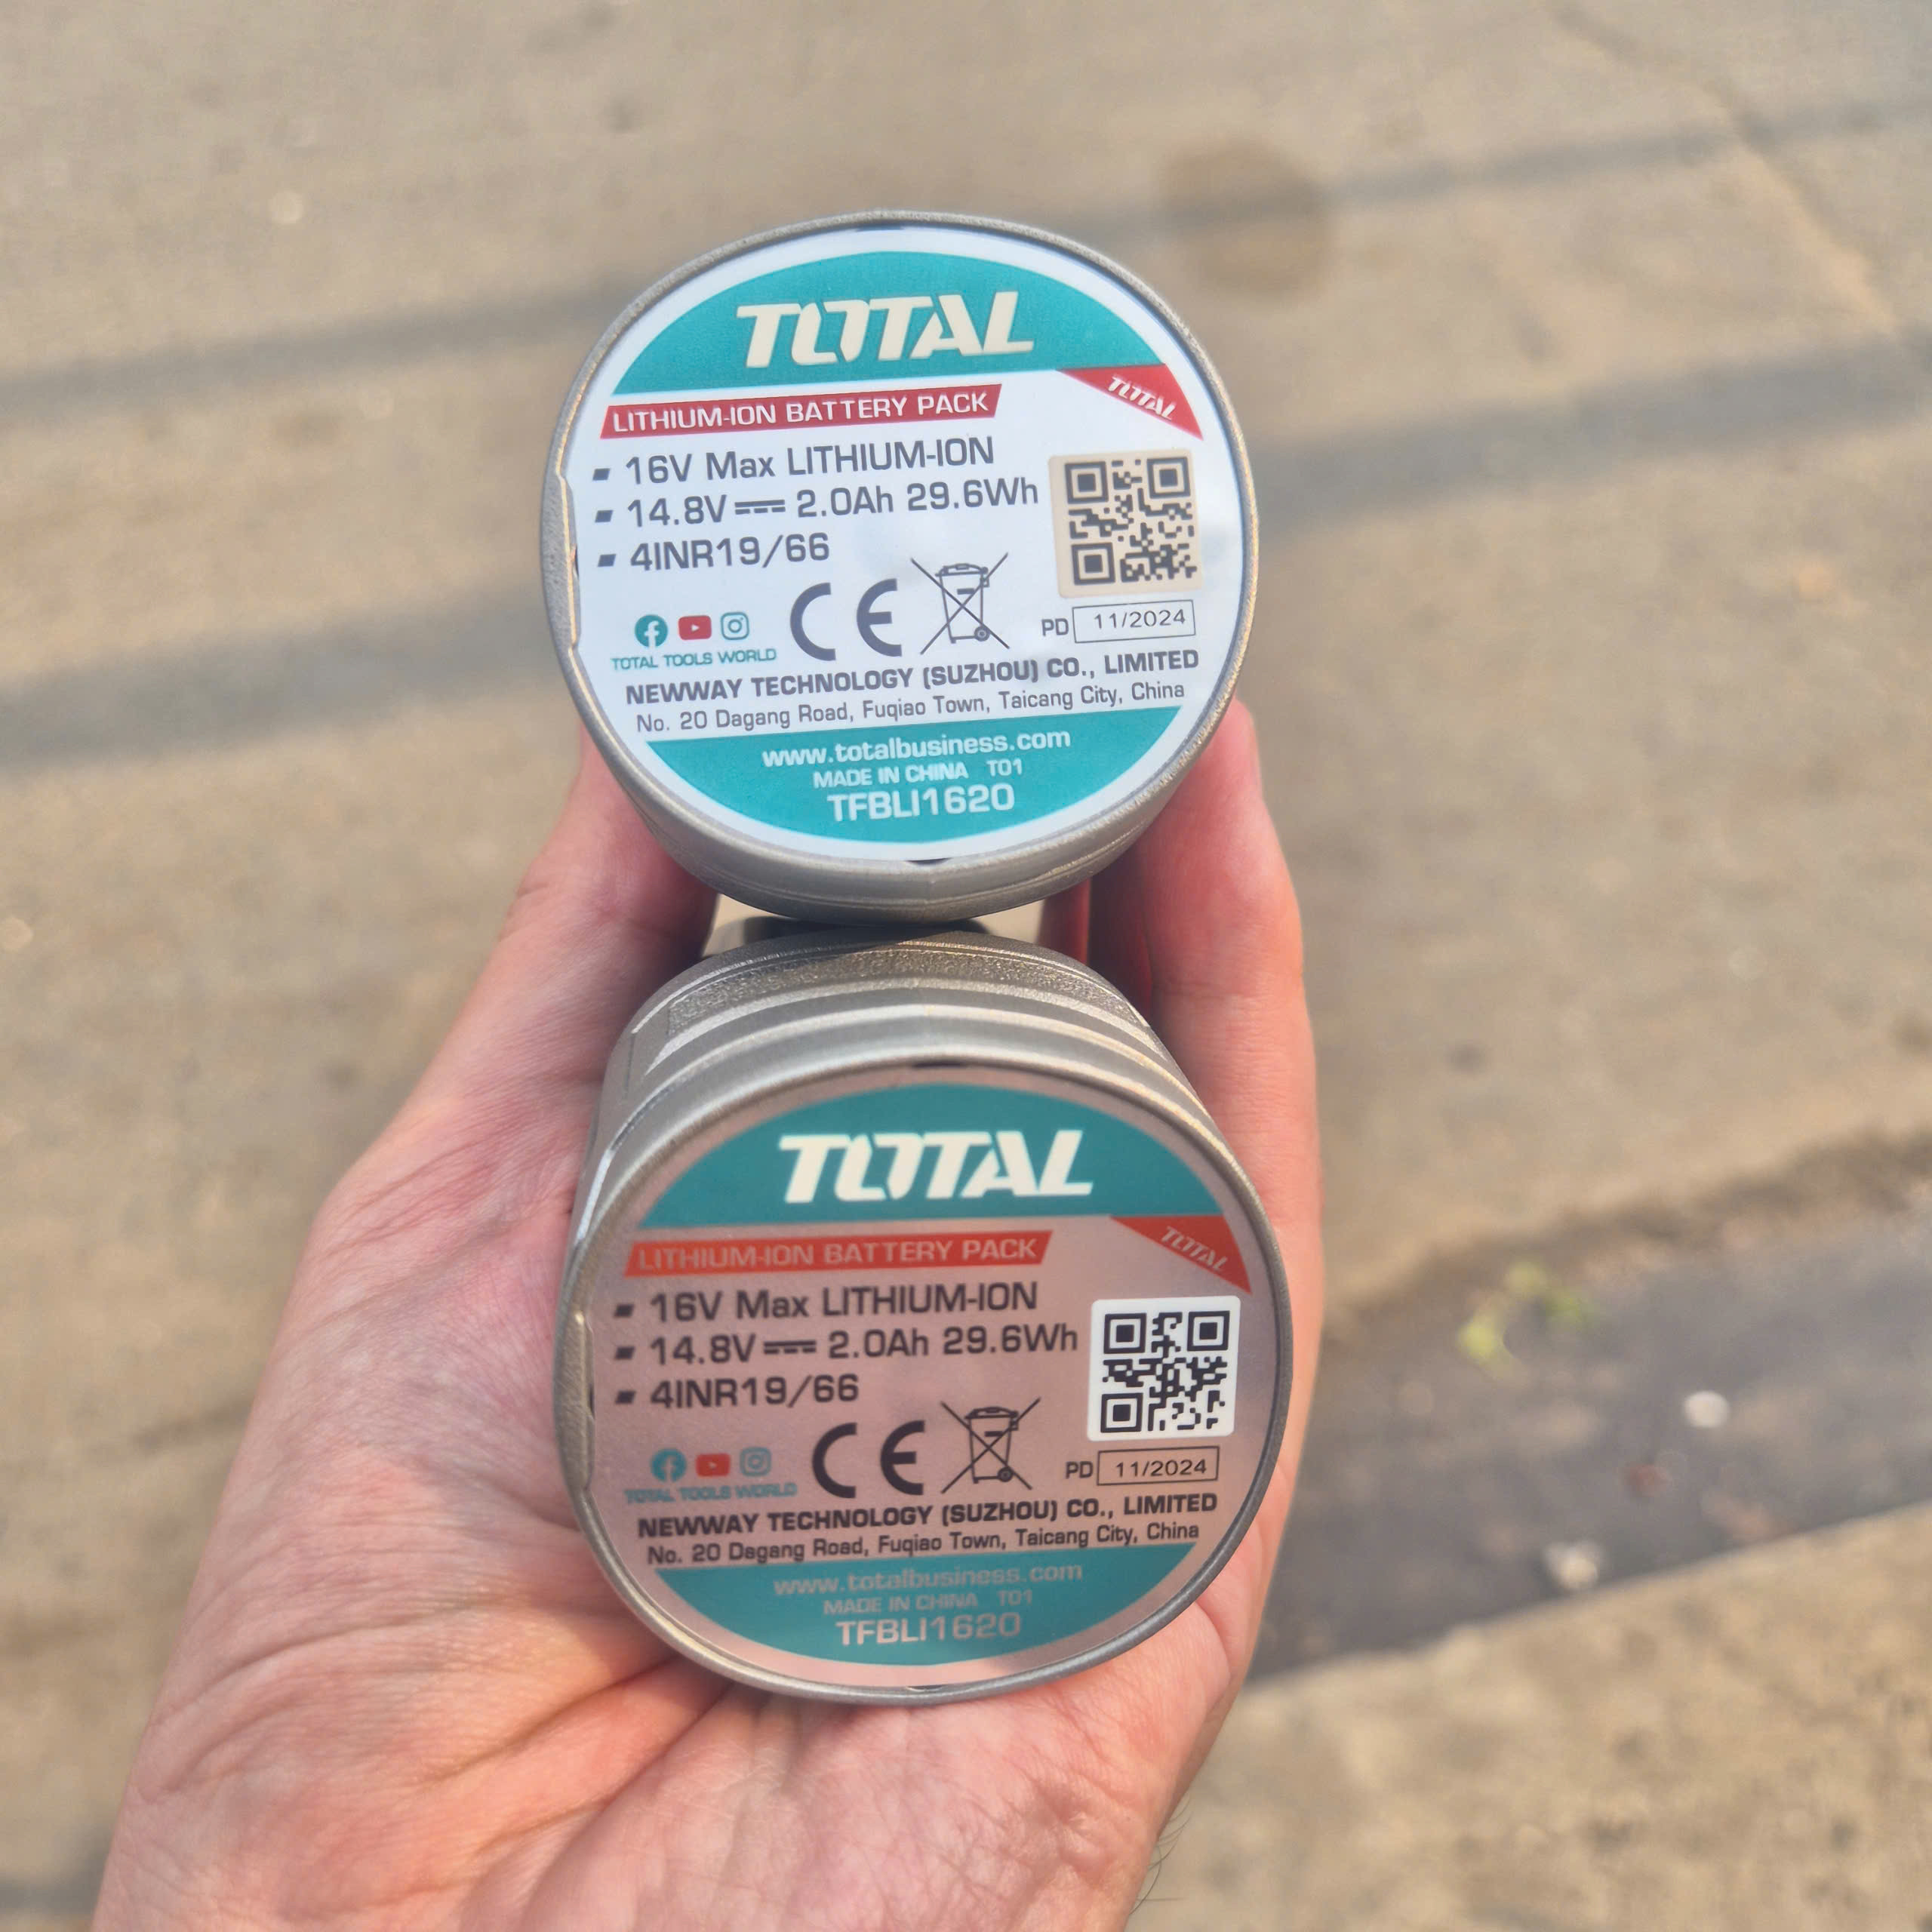 TOTAL
LITHIUM-ION BATTERY PACK
TOTAL
16V Max LITHIUM-ION
14.8V 2.0Ah 29.6Wh
4INR19/66
CE
PD 11/2024
TOTAL TOOLS WORLD
NEWWAY TECHNOLOGY (SUZHOU) CO., LIMITED
No. 20 Dagang Road, Fuqiao Town, Taicang City, China
www.totalbusiness.com
MADE IN CHINA T01
TFBLI1620
TOTAL
LITHIUM-ION BATTERY PACK
TOTAL
16V Max LITHIUM-ION
14.8V 2.0Ah 29.6Wh
4INR19/66
CE
PD 11/2024
TOTAL TOOLS WORLD
NEWWAY TECHNOLOGY (SUZHOU) CO., LIMITED
No. 20 Dagang Road, Fuqiao Town, Taicang City, China
www.totalbusiness.com
MADE IN CHINA T01
TFBLI1620